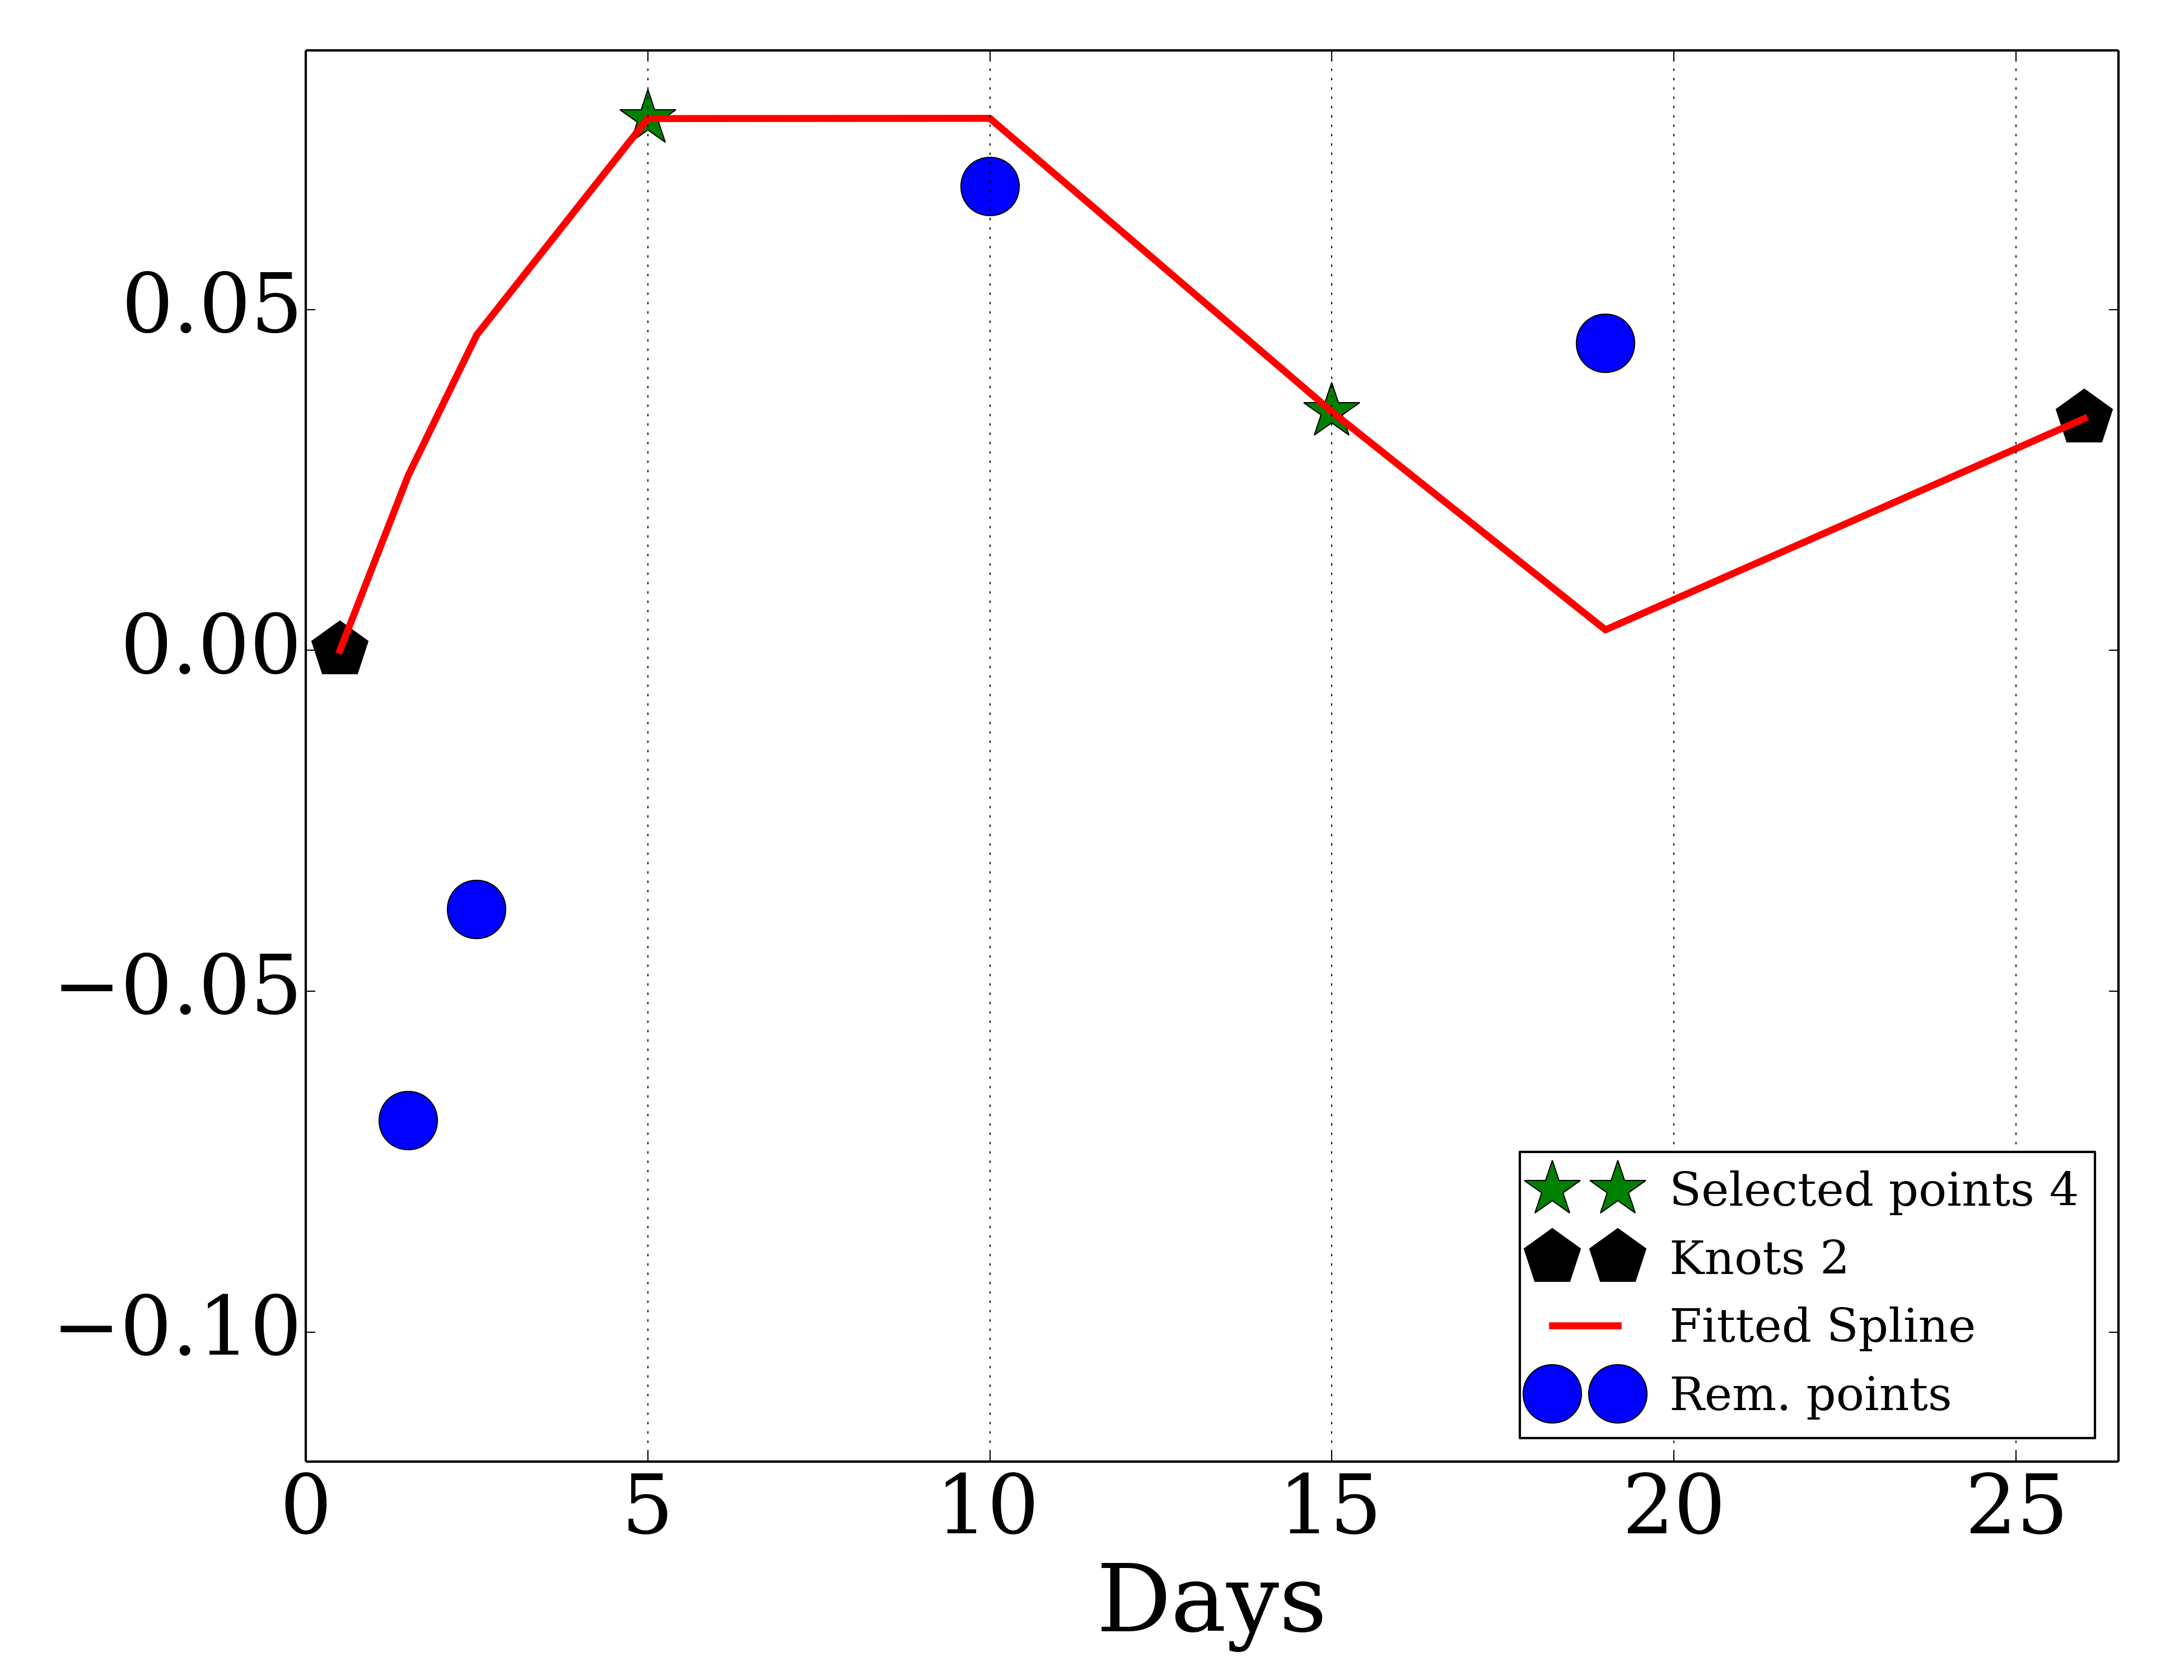 0.05
0.00
−0.05
−0.10
Selected points 4
Knots 2
Fitted Spline
Rem. points
0 5 10 15 20 25
Days